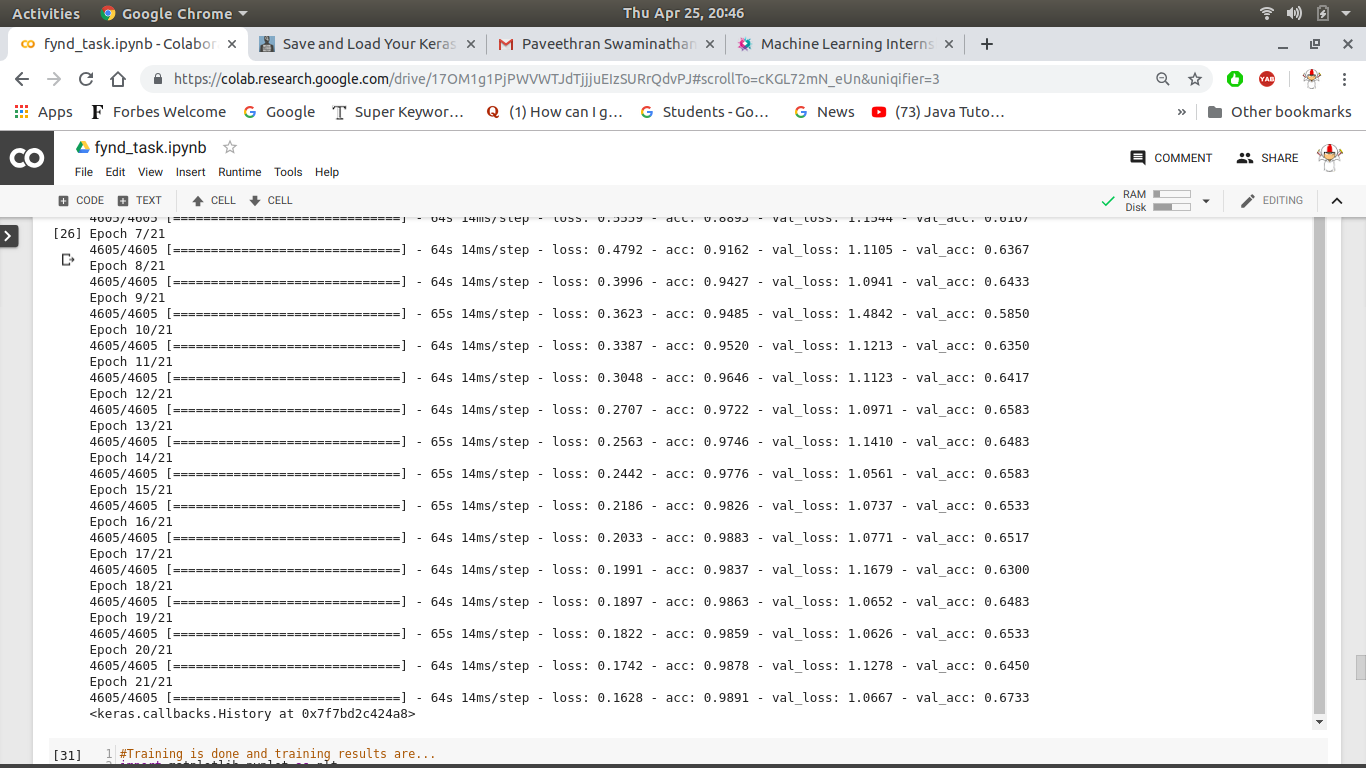 Activities Google Chrome Thu Apr 25, 20:46
fynd_task.ipynb - Colabor Save and Load Your Keras Paveethran Swaminathan Machine Learning Interns
https://colab.research.google.com/drive/17OM1g1PjPWVWTJdTjjjuEIzSURrQdvPJ#scrollTo=cKGL72mN_eUn&uniqifier=3 YAB
Apps Forbes Welcome Google Super Keywor... (1) How can I g... Students - Go... News (73) Java Tuto... » Other bookmarks
CO fynd_task.ipynb COMMENT SHARE
File Edit View Insert Runtime Tools Help
CODE TEXT CELL CELL RAM Disk EDITING
4605/4605 [==============================] - 64s 14ms/step - loss: 0.5559 - acc: 0.8893 - val_loss: 1.1544 - val_acc: 0.6167
[26] Epoch 7/21
4605/4605 [==============================] - 64s 14ms/step - loss: 0.4792 - acc: 0.9162 - val_loss: 1.1105 - val_acc: 0.6367
Epoch 8/21
4605/4605 [==============================] - 64s 14ms/step - loss: 0.3996 - acc: 0.9427 - val_loss: 1.0941 - val_acc: 0.6433
Epoch 9/21
4605/4605 [==============================] - 65s 14ms/step - loss: 0.3623 - acc: 0.9485 - val_loss: 1.4842 - val_acc: 0.5850
Epoch 10/21
4605/4605 [==============================] - 64s 14ms/step - loss: 0.3387 - acc: 0.9520 - val_loss: 1.1213 - val_acc: 0.6350
Epoch 11/21
4605/4605 [==============================] - 64s 14ms/step - loss: 0.3048 - acc: 0.9646 - val_loss: 1.1123 - val_acc: 0.6417
Epoch 12/21
4605/4605 [==============================] - 64s 14ms/step - loss: 0.2707 - acc: 0.9722 - val_loss: 1.0971 - val_acc: 0.6583
Epoch 13/21
4605/4605 [==============================] - 65s 14ms/step - loss: 0.2563 - acc: 0.9746 - val_loss: 1.1410 - val_acc: 0.6483
Epoch 14/21
4605/4605 [==============================] - 65s 14ms/step - loss: 0.2442 - acc: 0.9776 - val_loss: 1.0561 - val_acc: 0.6583
Epoch 15/21
4605/4605 [==============================] - 65s 14ms/step - loss: 0.2186 - acc: 0.9826 - val_loss: 1.0737 - val_acc: 0.6533
Epoch 16/21
4605/4605 [==============================] - 64s 14ms/step - loss: 0.2033 - acc: 0.9883 - val_loss: 1.0771 - val_acc: 0.6517
Epoch 17/21
4605/4605 [==============================] - 64s 14ms/step - loss: 0.1991 - acc: 0.9837 - val_loss: 1.1679 - val_acc: 0.6300
Epoch 18/21
4605/4605 [==============================] - 64s 14ms/step - loss: 0.1897 - acc: 0.9863 - val_loss: 1.0652 - val_acc: 0.6483
Epoch 19/21
4605/4605 [==============================] - 65s 14ms/step - loss: 0.1822 - acc: 0.9859 - val_loss: 1.0626 - val_acc: 0.6533
Epoch 20/21
4605/4605 [==============================] - 64s 14ms/step - loss: 0.1742 - acc: 0.9878 - val_loss: 1.1278 - val_acc: 0.6450
Epoch 21/21
4605/4605 [==============================] - 64s 14ms/step - loss: 0.1628 - acc: 0.9891 - val_loss: 1.0667 - val_acc: 0.6733
<keras.callbacks.History at 0x7f7bd2c424a8>
[31] 1 #Training is done and training results are...
2 import matplotlib.pyplot as plt